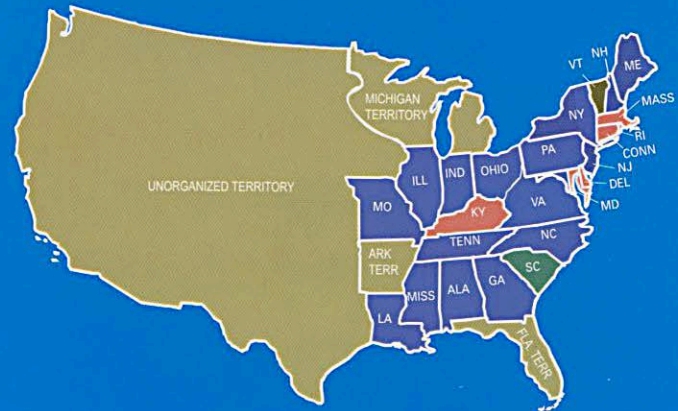 NH
VT
ME
MASS
MICHIGAN
TERRITORY
NY
RI
CONN
PA
NJ
UNORGANIZED TERRITORY
ILL
IND
OHIO
DEL
MD
MO
KY
VA
TENN
NC
ARK
TERR
SC
MISS
ALA
GA
LA
FLA. TERR.